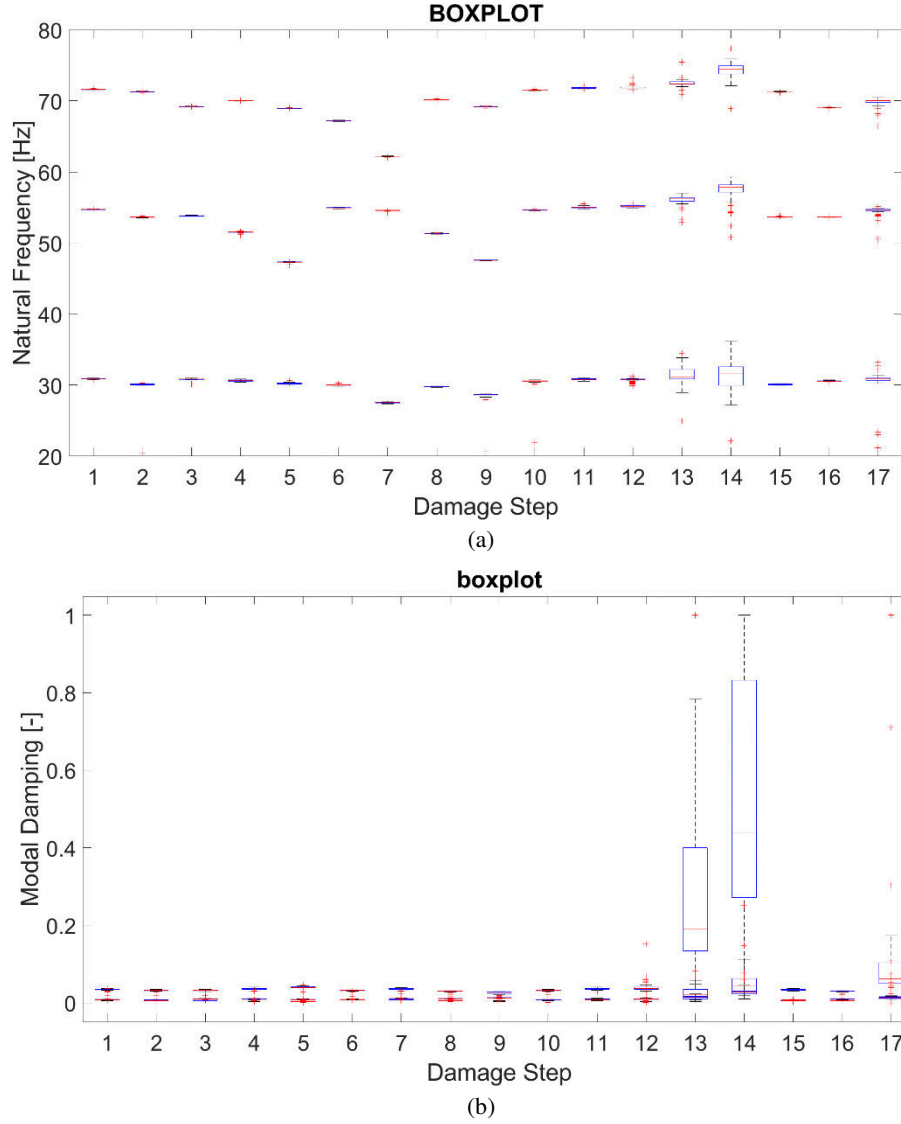 BOXPLOT
80
70
60
50
40
30
20
Natural Frequency [Hz]
1 2 3 4 5 6 7 8 9 10 11 12 13 14 15 16 17
Damage Step
(a)
boxplot
1
0.8
0.6
0.4
0.2
0
Modal Damping [-]
1 2 3 4 5 6 7 8 9 10 11 12 13 14 15 16 17
Damage Step
(b)